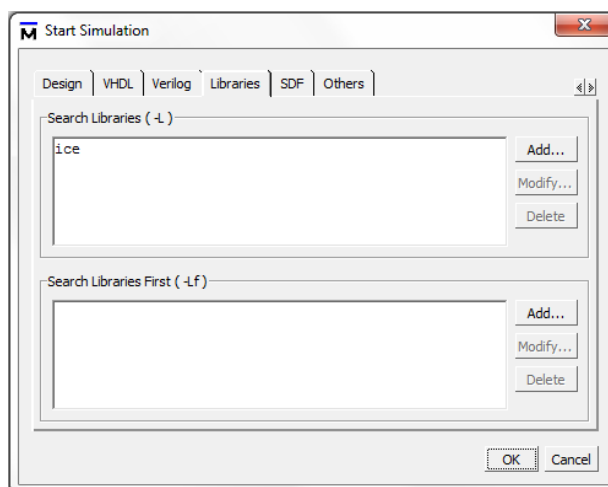 Start Simulation
Design VHDL Verilog Libraries SDF Others
Search Libraries ( -L )
ice
Add...
Modify...
Delete
Search Libraries First ( -Lf )
Add...
Modify...
Delete
OK Cancel